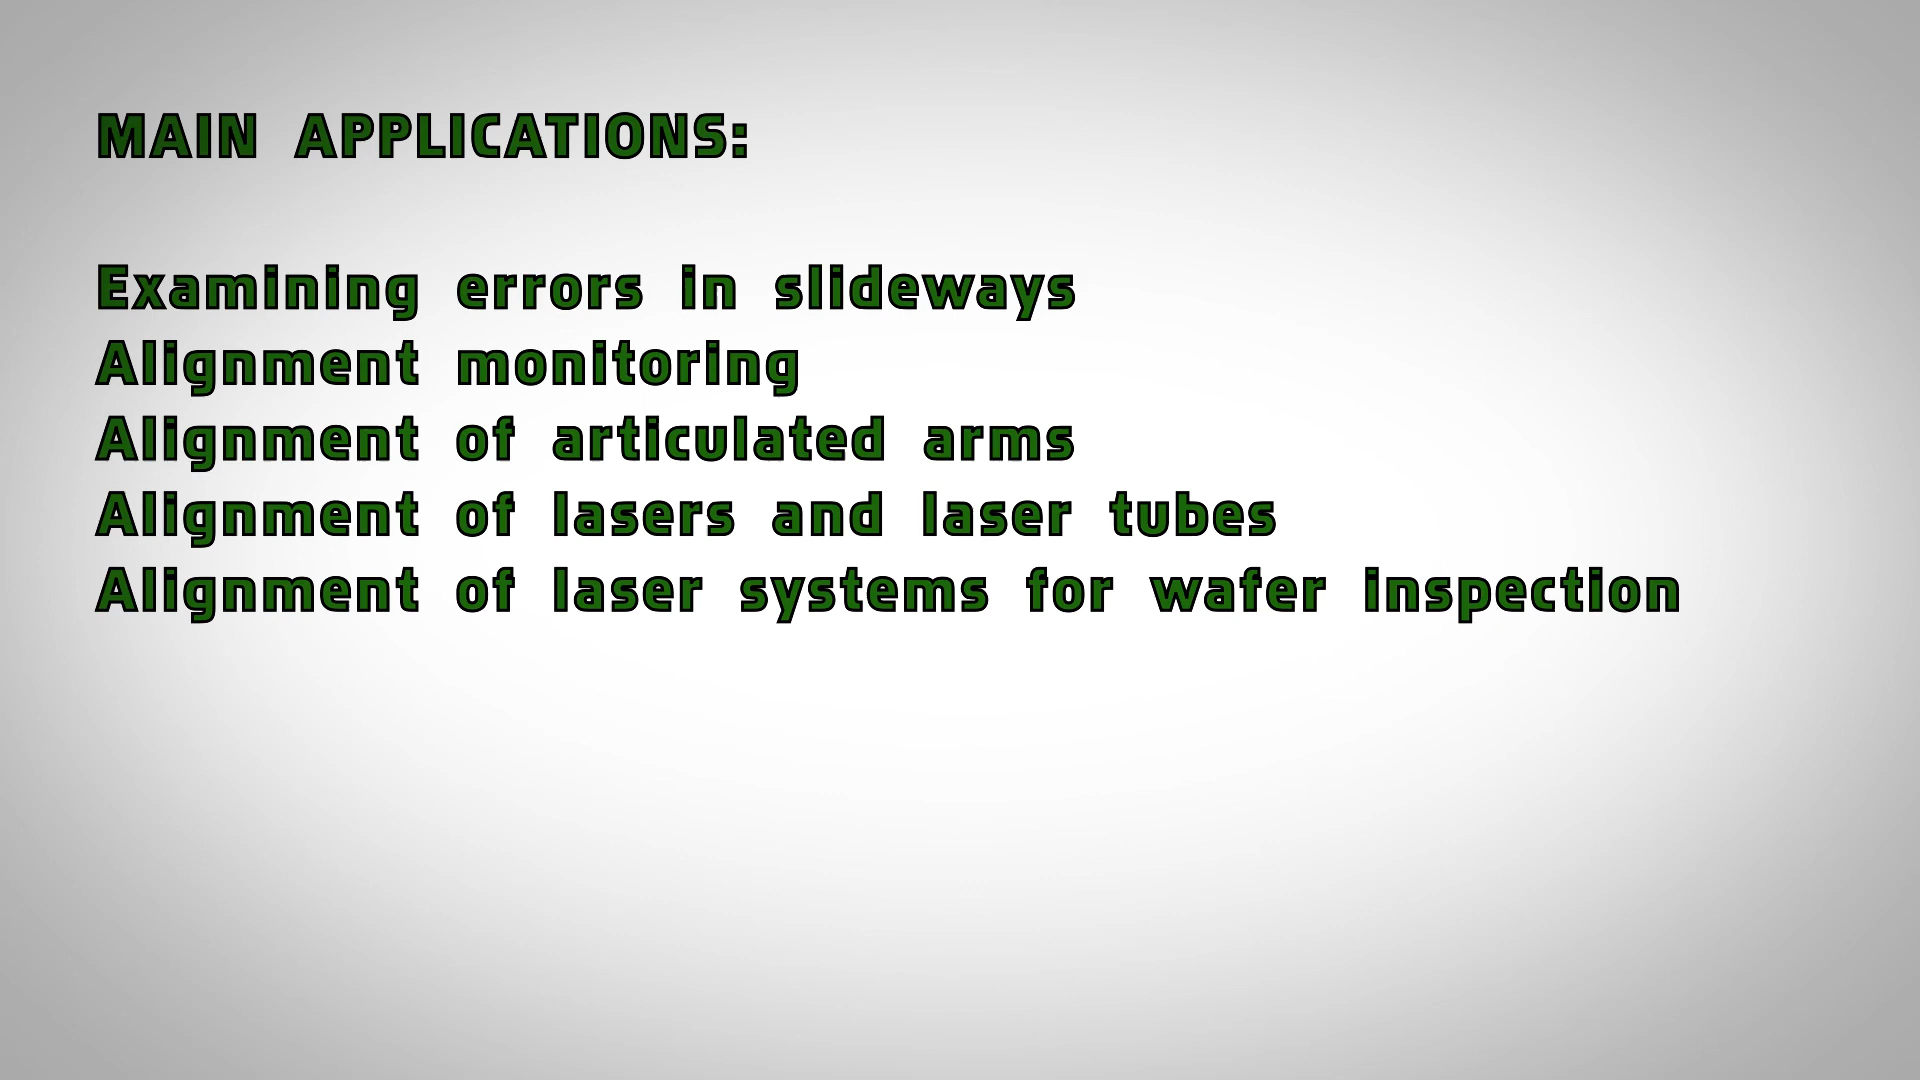 MAIN APPLICATIONS:
Examining errors in slideways
Alignment monitoring
Alignment of articulated arms
Alignment of lasers and laser tubes
Alignment of laser systems for wafer inspection